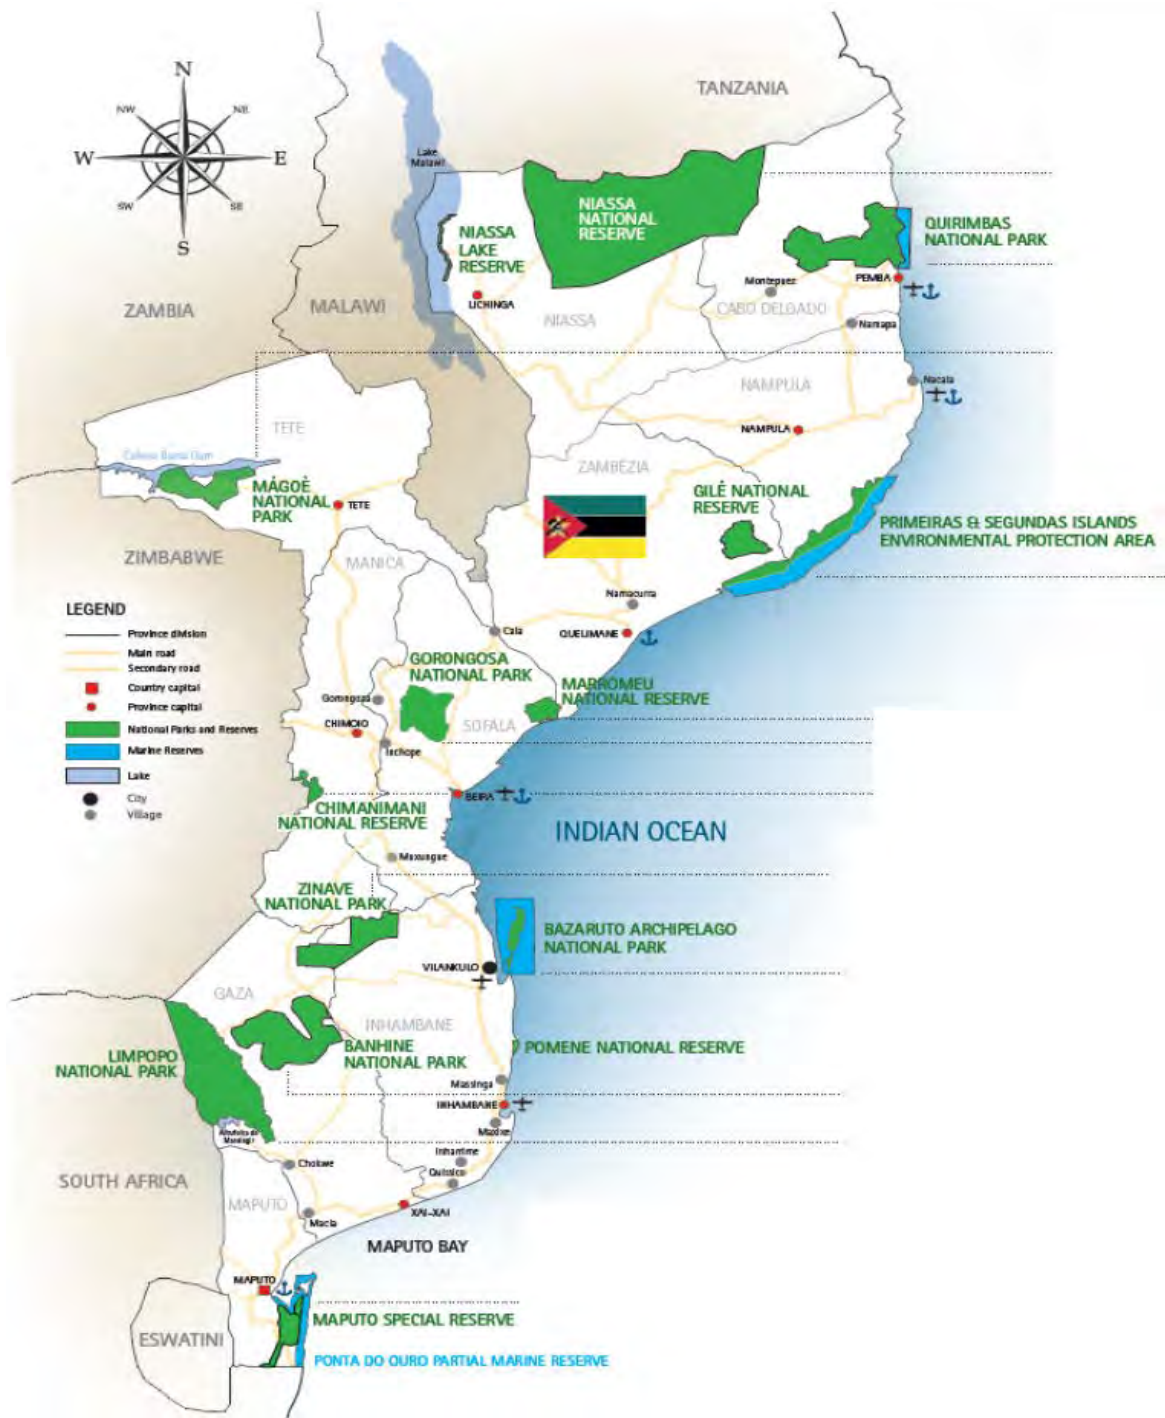 TANZANIA
N
NW
NE
W
E
SW
SE
S
Lake
Malawi
NIASSA
NATIONAL
RESERVE
NIASSA
LAKE
RESERVE
QUIRIMBAS
NATIONAL PARK
LICHINGA
Montepuez
PEMBA
ZAMBIA
MALAWI
NIASSA
CABO DELGADO
Namapa
NAMPULA
Nacala
TETE
NAMPULA
ZAMBÉZIA
MÁGOÈ
NATIONAL
PARK
TETE
GILÉ NATIONAL
RESERVE
PRIMEIRAS & SEGUNDAS ISLANDS
ENVIRONMENTAL PROTECTION AREA
ZIMBABWE
MANICA
Namacurra
LEGEND
Province division
Main road
Secondary road
Country capital
Province capital
National Parks and Reserves
Marine Reserves
Lake
City
Village
Caia
QUELIMANE
GORONGOSA
NATIONAL PARK
MARROMEU
NATIONAL RESERVE
Gorongoza
CHIMOIO
SOFALA
Inchope
BEIRA
CHIMANIMANI
NATIONAL RESERVE
INDIAN OCEAN
Muxungue
ZINAVE
NATIONAL PARK
BAZARUTO ARCHIPELAGO
NATIONAL PARK
VILANKULO
GAZA
INHAMBANE
LIMPOPO
NATIONAL PARK
BANHINE
NATIONAL PARK
POMENE NATIONAL RESERVE
Massinga
INHAMBANE
Maxixe
Inharrime
Quissico
Chokwe
SOUTH AFRICA
MAPUTO
Macia
XAI-XAI
MAPUTO BAY
MAPUTO
MAPUTO SPECIAL RESERVE
ESWATINI
PONTA DO OURO PARTIAL MARINE RESERVE